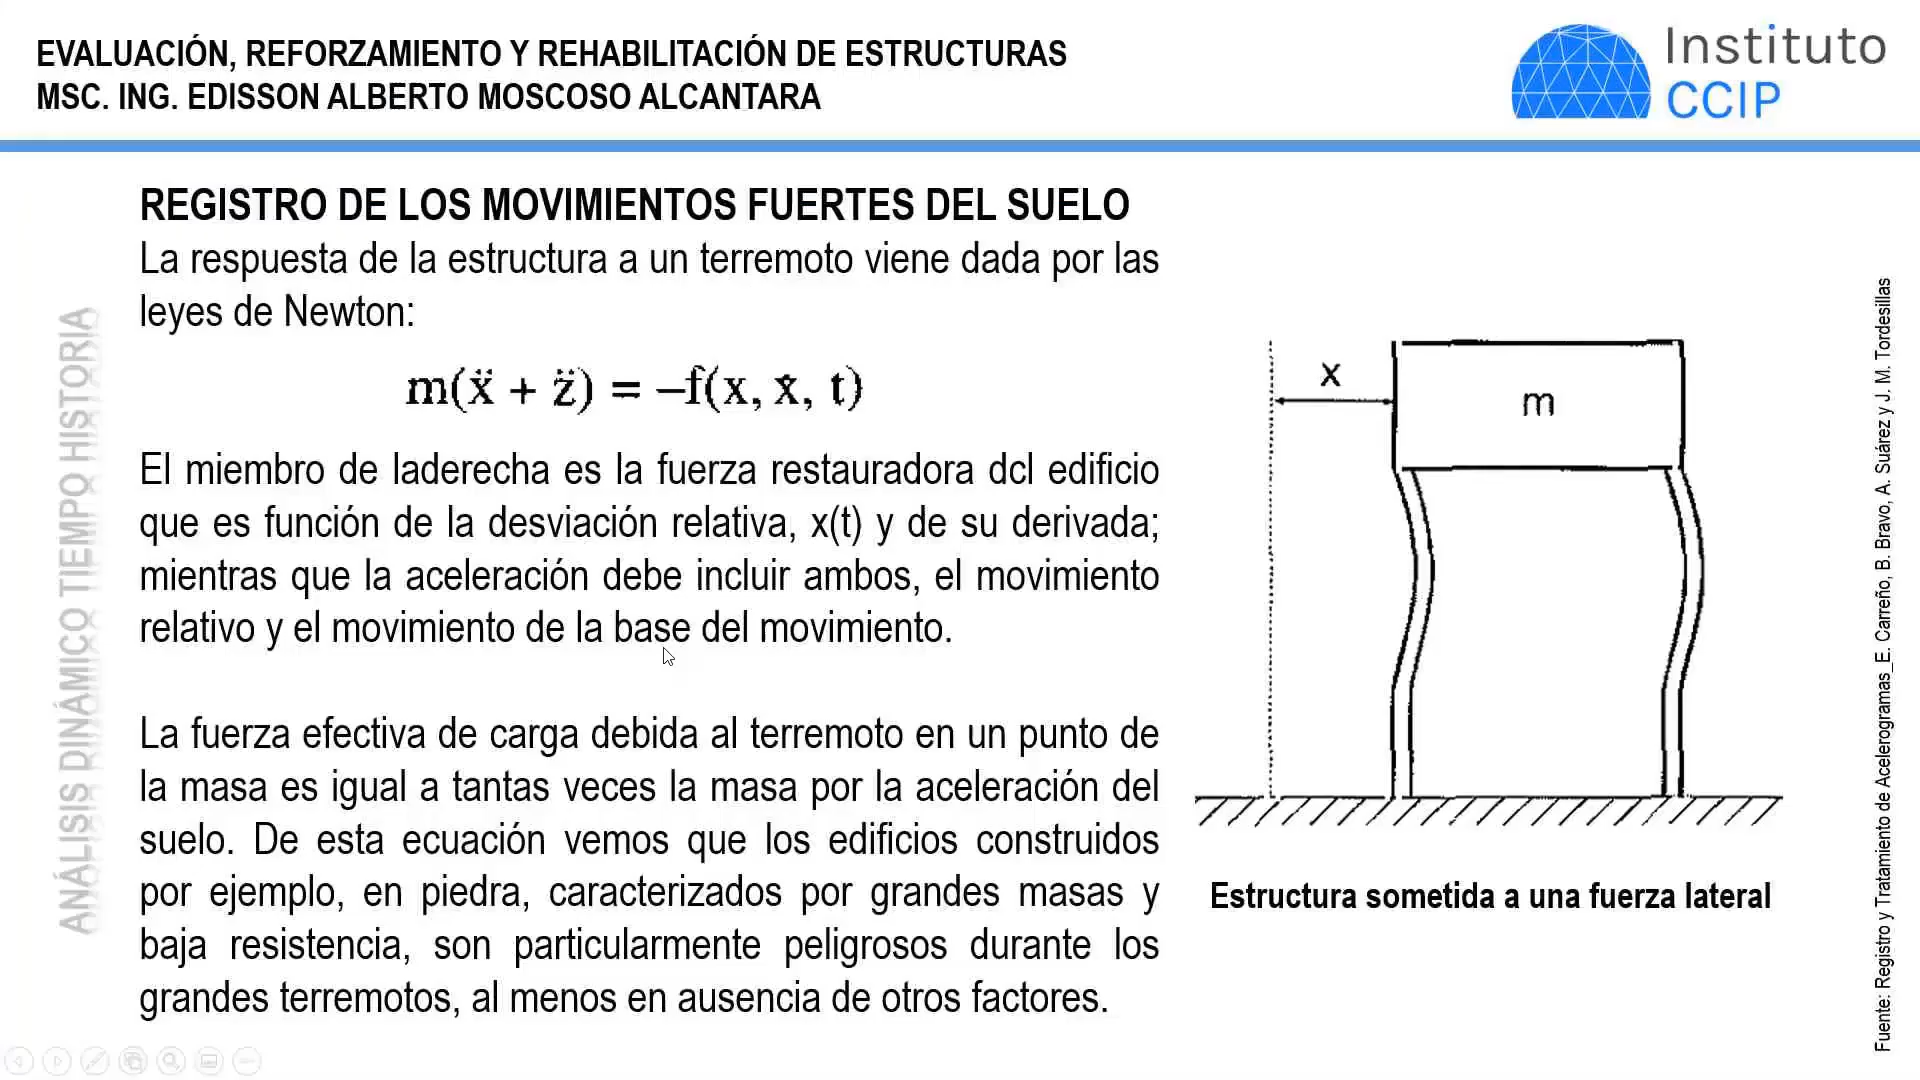 EVALUACIÓN, REFORZAMIENTO Y REHABILITACIÓN DE ESTRUCTURAS
MSC. ING. EDISSON ALBERTO MOSCOSO ALCANTARA
Instituto
CCIP
ANÁLISIS DINÁMICO TIEMPO HISTORIA
REGISTRO DE LOS MOVIMIENTOS FUERTES DEL SUELO
La respuesta de la estructura a un terremoto viene dada por las
leyes de Newton:
m(ẍ + z̈) = –f(x, ẋ, t)
El miembro de laderecha es la fuerza restauradora dcl edificio
que es función de la desviación relativa, x(t) y de su derivada;
mientras que la aceleración debe incluir ambos, el movimiento
relativo y el movimiento de la base del movimiento.
La fuerza efectiva de carga debida al terremoto en un punto de
la masa es igual a tantas veces la masa por la aceleración del
suelo. De esta ecuación vemos que los edificios construidos
por ejemplo, en piedra, caracterizados por grandes masas y
baja resistencia, son particularmente peligrosos durante los
grandes terremotos, al menos en ausencia de otros factores.
x
m
Estructura sometida a una fuerza lateral
Fuente: Registro y Tratamiento de Acelerogramas_E. Carreño, B. Bravo, A. Suárez y J. M. Tordesillas